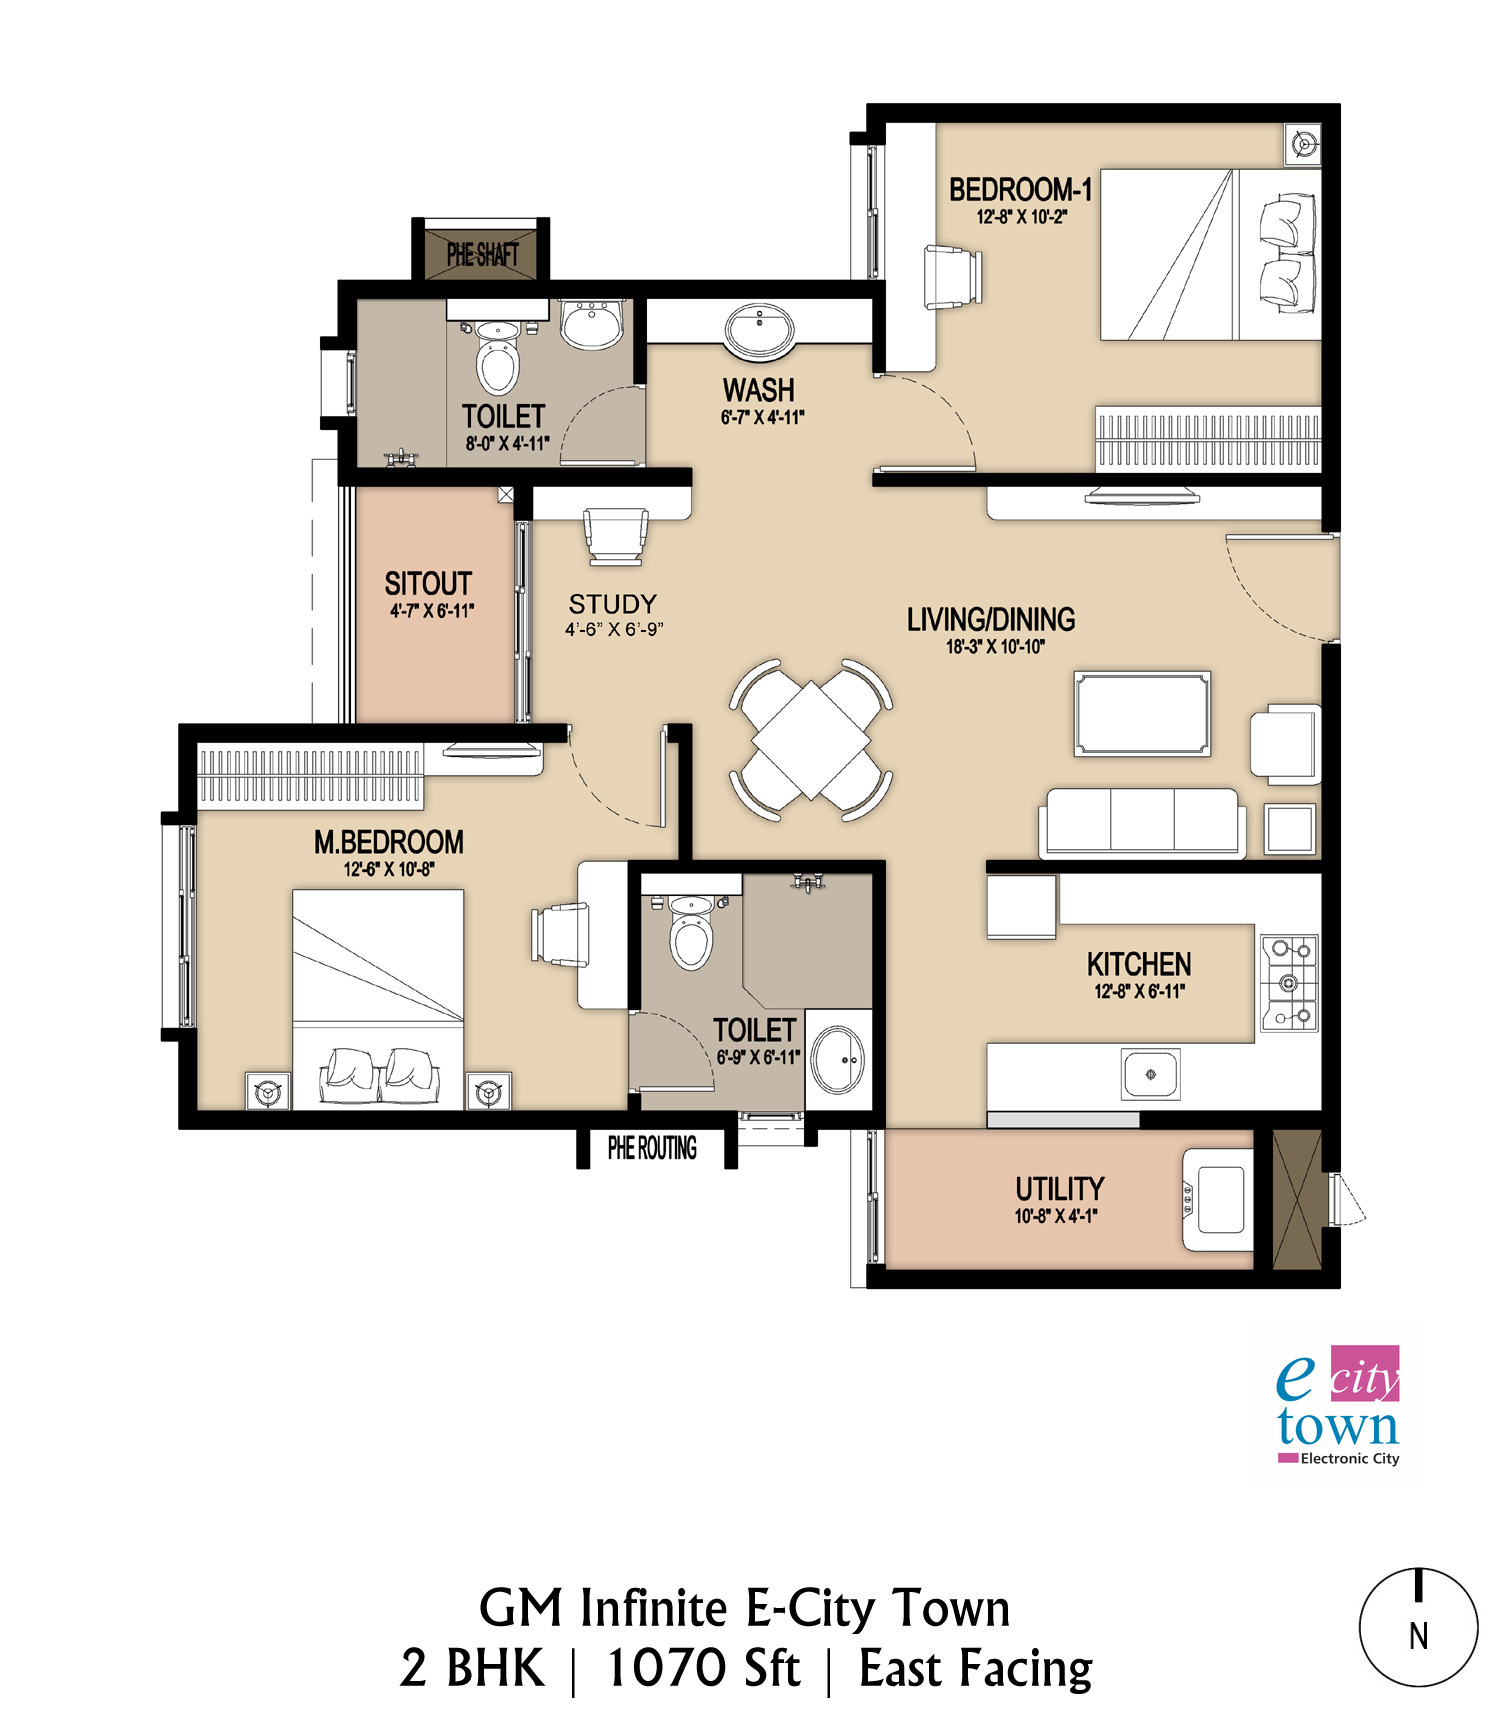 BEDROOM-1
12'-8" X 10'-2"
PHE SHAFT
WASH
6'-7" X 4'-11"
TOILET
8'-0" X 4'-11"
SITOUT
4'-7" X 6'-11"
STUDY
4'-6" X 6'-9"
LIVING/DINING
18'-3" X 10'-10"
M.BEDROOM
12'-6" X 10'-8"
KITCHEN
12'-8" X 6'-11"
TOILET
6'-9" X 6'-11"
PHE ROUTING
UTILITY
10'-8" X 4'-1"
e city
town
Electronic City
GM Infinite E-City Town
2 BHK | 1070 Sft | East Facing
N